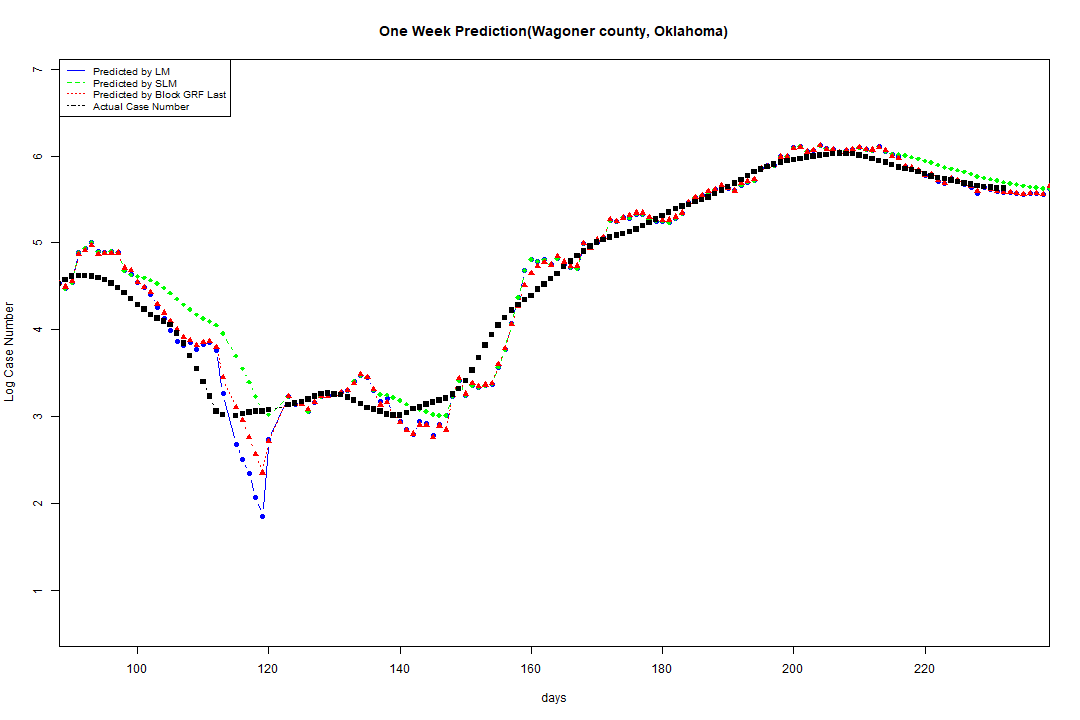 One Week Prediction(Wagoner county, Oklahoma)
Predicted by LM
Predicted by SLM
Predicted by Block GRF Last
Actual Case Number
7
6
5
4
3
2
1
Log Case Number
100 120 140 160 180 200 220
days